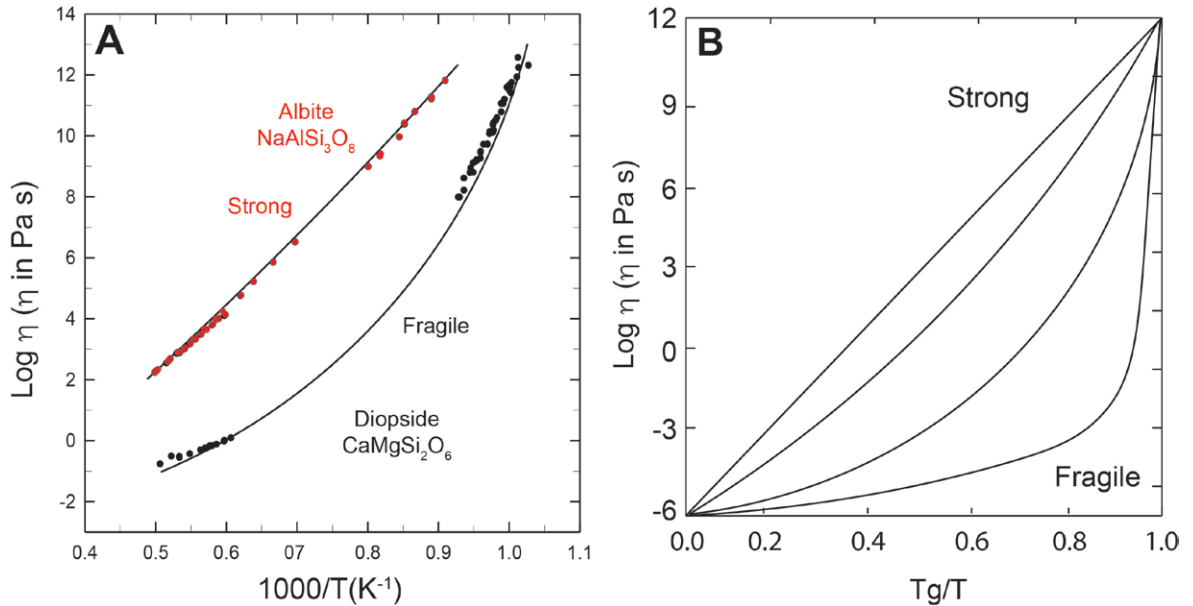 A
14
12
10
8
6
4
2
0
-2
Log η (η in Pa s)
Albite
NaAlSi₃O₈
Strong
Fragile
Diopside
CaMgSi₂O₆
0.4 0.5 0.6 0.7 0.8 0.9 1.0 1.1
1000/T(K⁻¹)
B
12
9
6
3
0
-3
-6
Log η (η in Pa s)
Strong
Fragile
0.0 0.2 0.4 0.6 0.8 1.0
Tg/T